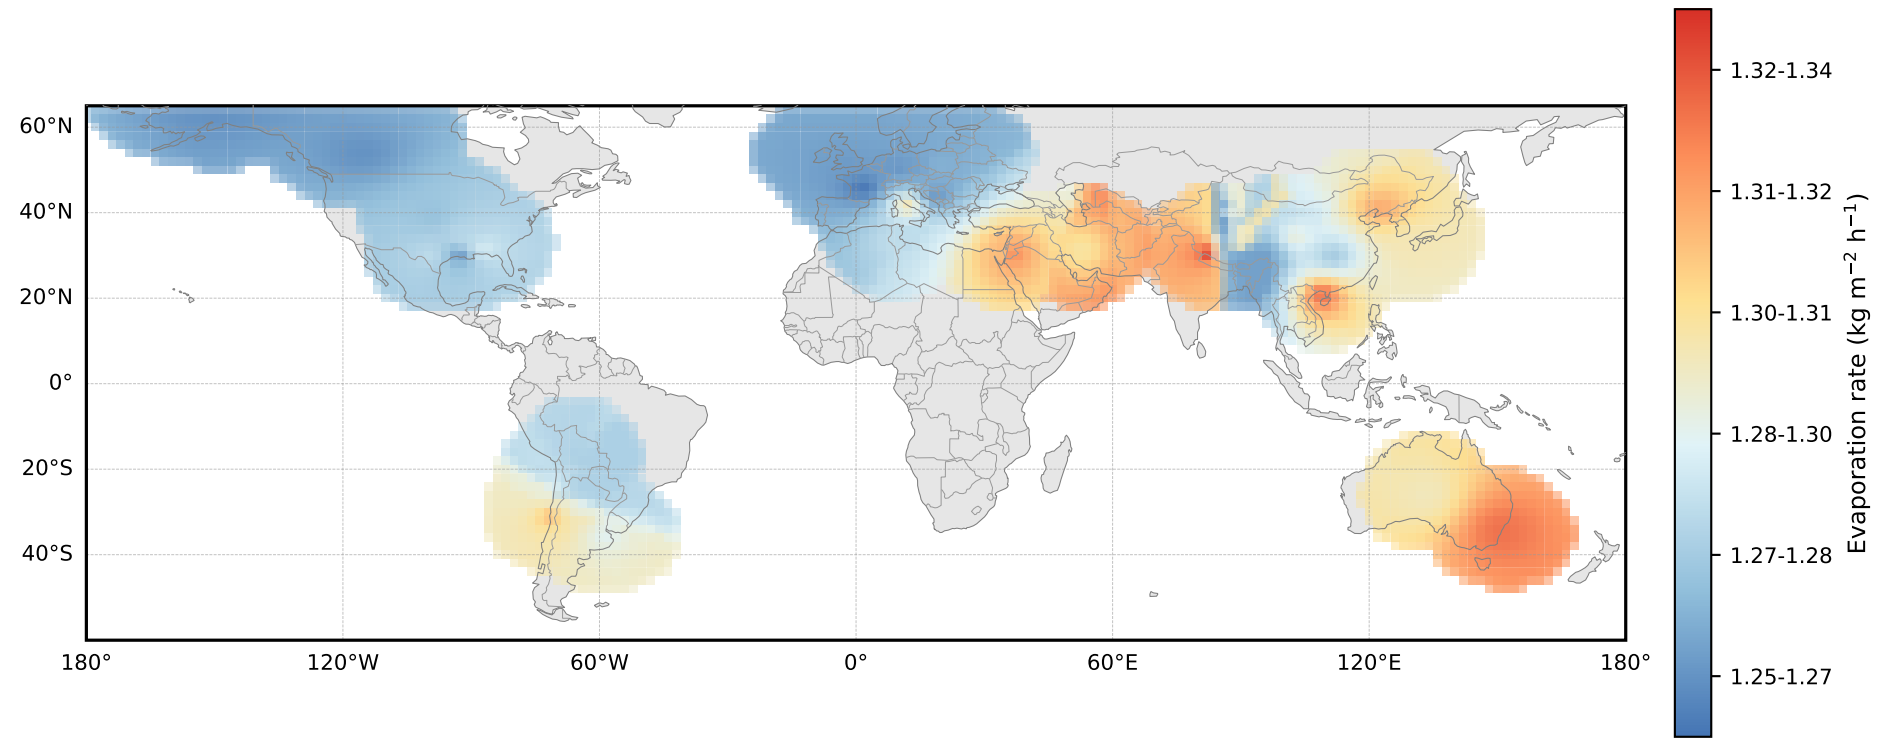 60°N
40°N
20°N
0°
20°S
40°S
180° 120°W 60°W 0° 60°E 120°E 180°
1.32-1.34
1.31-1.32
1.30-1.31
1.28-1.30
1.27-1.28
1.25-1.27
Evaporation rate (kg m⁻² h⁻¹)